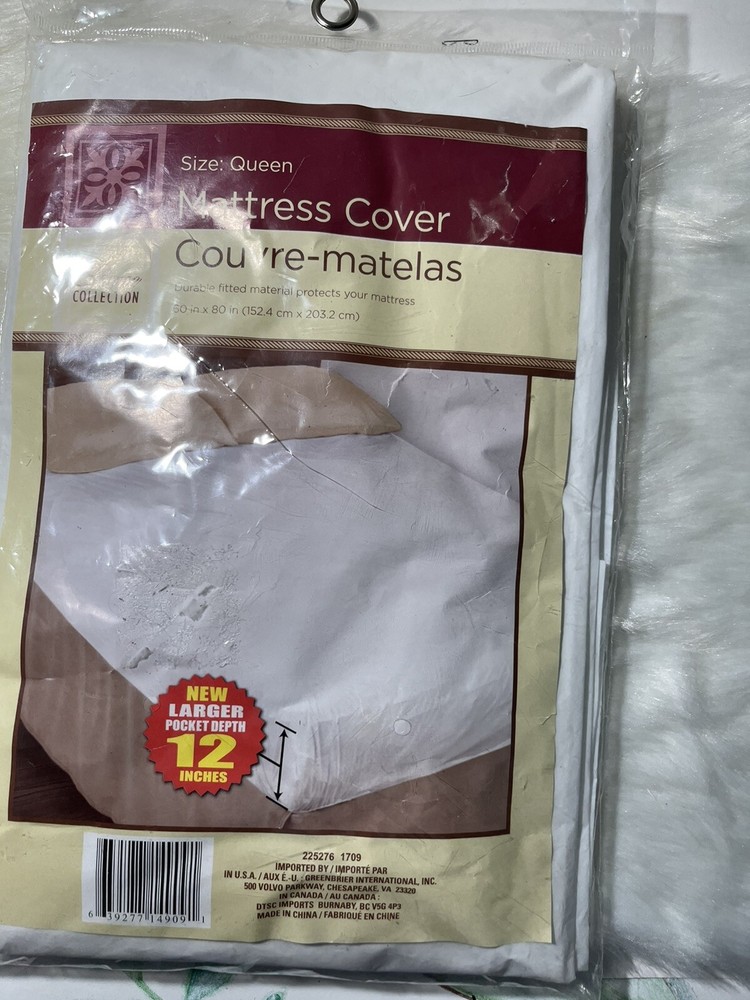 Size: Queen
Mattress Cover
Couvre-matelas
COLLECTION
Durable fitted material protects your mattress
60 in x 80 in (152.4 cm x 203.2 cm)
NEW
LARGER
POCKET DEPTH
12
INCHES
225276 1709
IMPORTED BY / IMPORTÉ PAR
IN U.S.A. / AUX É.-U. : GREENBRIER INTERNATIONAL, INC.
500 VOLVO PARKWAY, CHESAPEAKE, VA 23320
IN CANADA / AU CANADA :
DTSC IMPORTS BURNABY, BC V5G 4P3
MADE IN CHINA / FABRIQUÉ EN CHINE
6 39277 14909 1